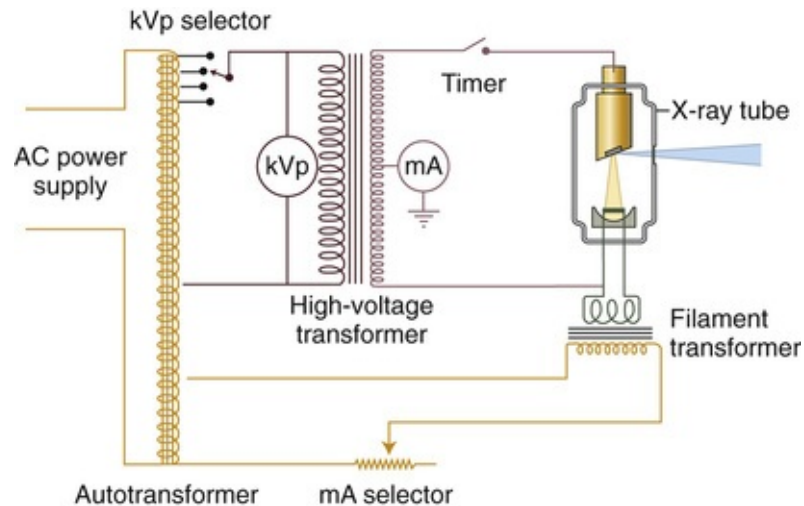 kVp selector
Timer
X-ray tube
AC power
supply
kVp
mA
High-voltage
transformer
Filament
transformer
Autotransformer
mA selector